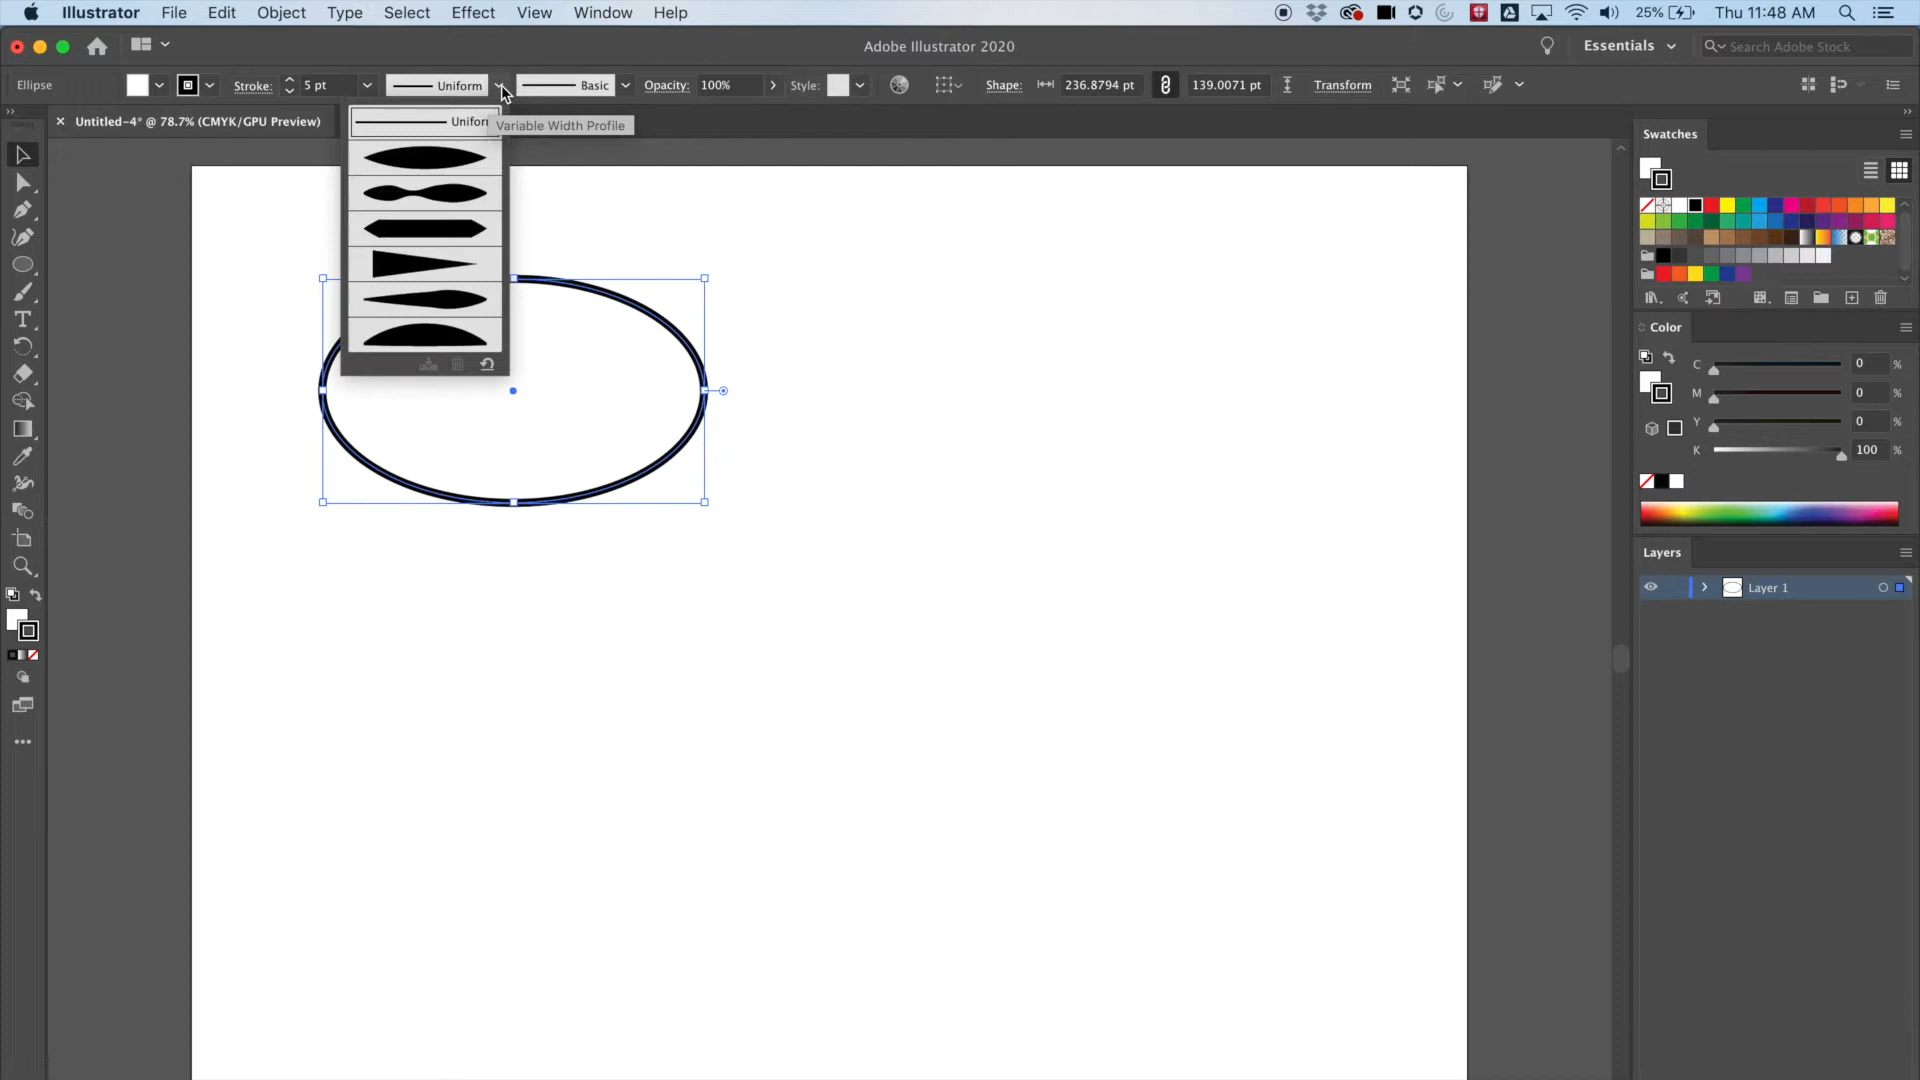 Illustrator File Edit Object Type Select Effect View Window Help 25% Thu 11:48 AM
Adobe Illustrator 2020 Essentials Search Adobe Stock
Ellipse Stroke: 5 pt Uniform Basic Opacity: 100% Style: Shape: 236.8794 pt 139.0071 pt Transform
× Untitled-4* @ 78.7% (CMYK/GPU Preview)
Variable Width Profile
Swatches
Color
C 0 %
M 0 %
Y 0 %
K 100 %
Layers
Layer 1